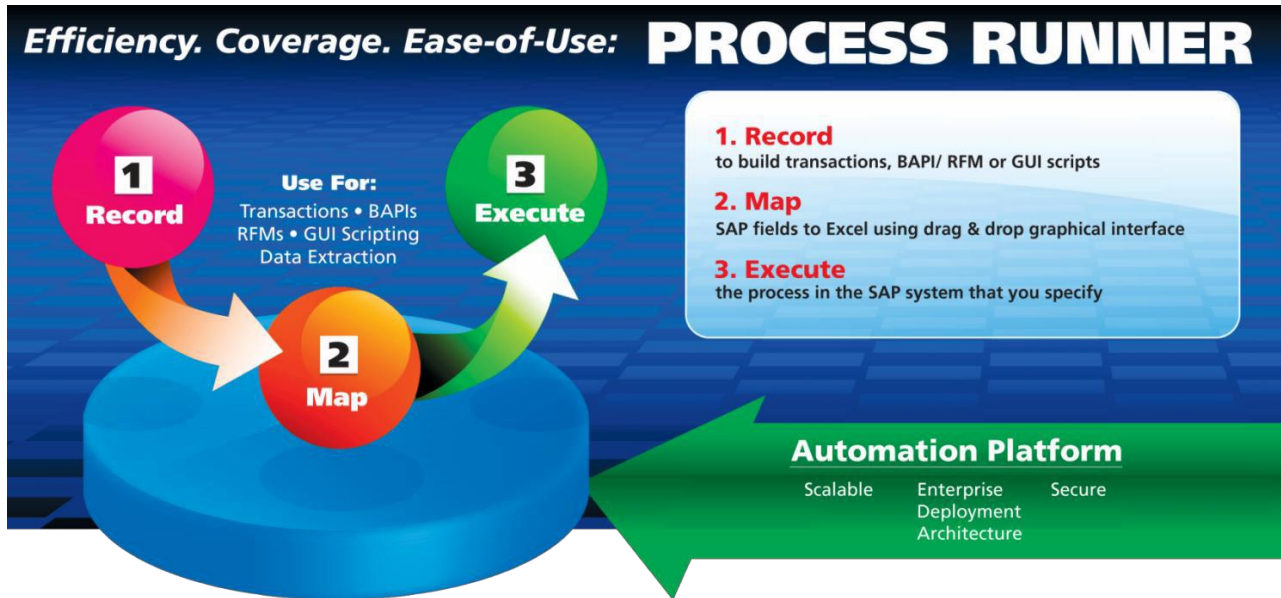 Efficiency. Coverage. Ease-of-Use: PROCESS RUNNER
1
Record
Use For:
Transactions • BAPIs
RFMs • GUI Scripting
Data Extraction
3
Execute
2
Map
1. Record
to build transactions, BAPI/ RFM or GUI scripts
2. Map
SAP fields to Excel using drag & drop graphical interface
3. Execute
the process in the SAP system that you specify
Automation Platform
Scalable
Enterprise
Deployment
Architecture
Secure